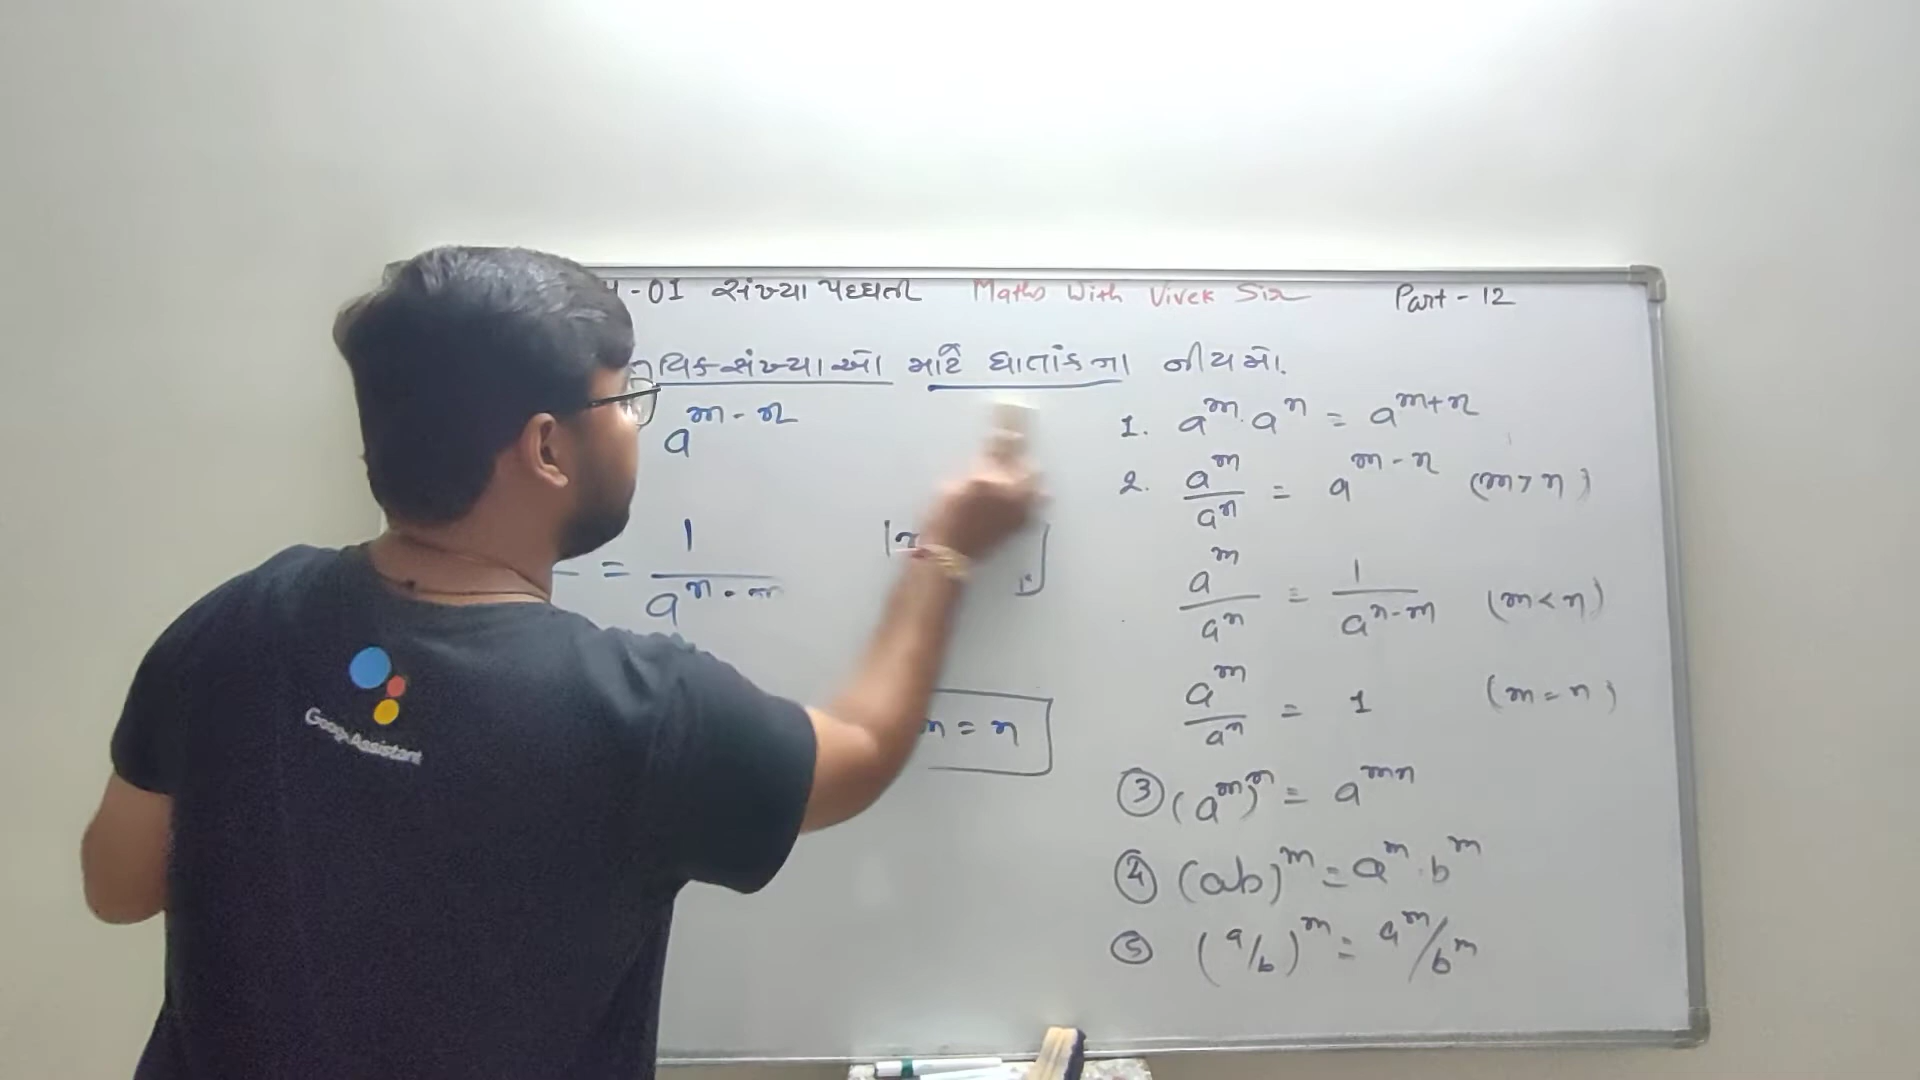 -01 સંખ્યા પધ્ધતી Maths With Vivek Sir Part - 12
વિક સંખ્યાઓ માટે ઘાતાંકના નીયમો.
a^{m-n}
= 1/a^{n-m}
m = n
1. a^m · a^n = a^{m+n}
2. a^m/a^n = a^{m-n} (m > n)
a^m/a^n = 1/a^{n-m} (m < n)
a^m/a^n = 1 (m = n)
③ (a^m)^n = a^{mn}
④ (ab)^m = a^m · b^m
⑤ (a/b)^m = a^m/b^m
Google Assistant